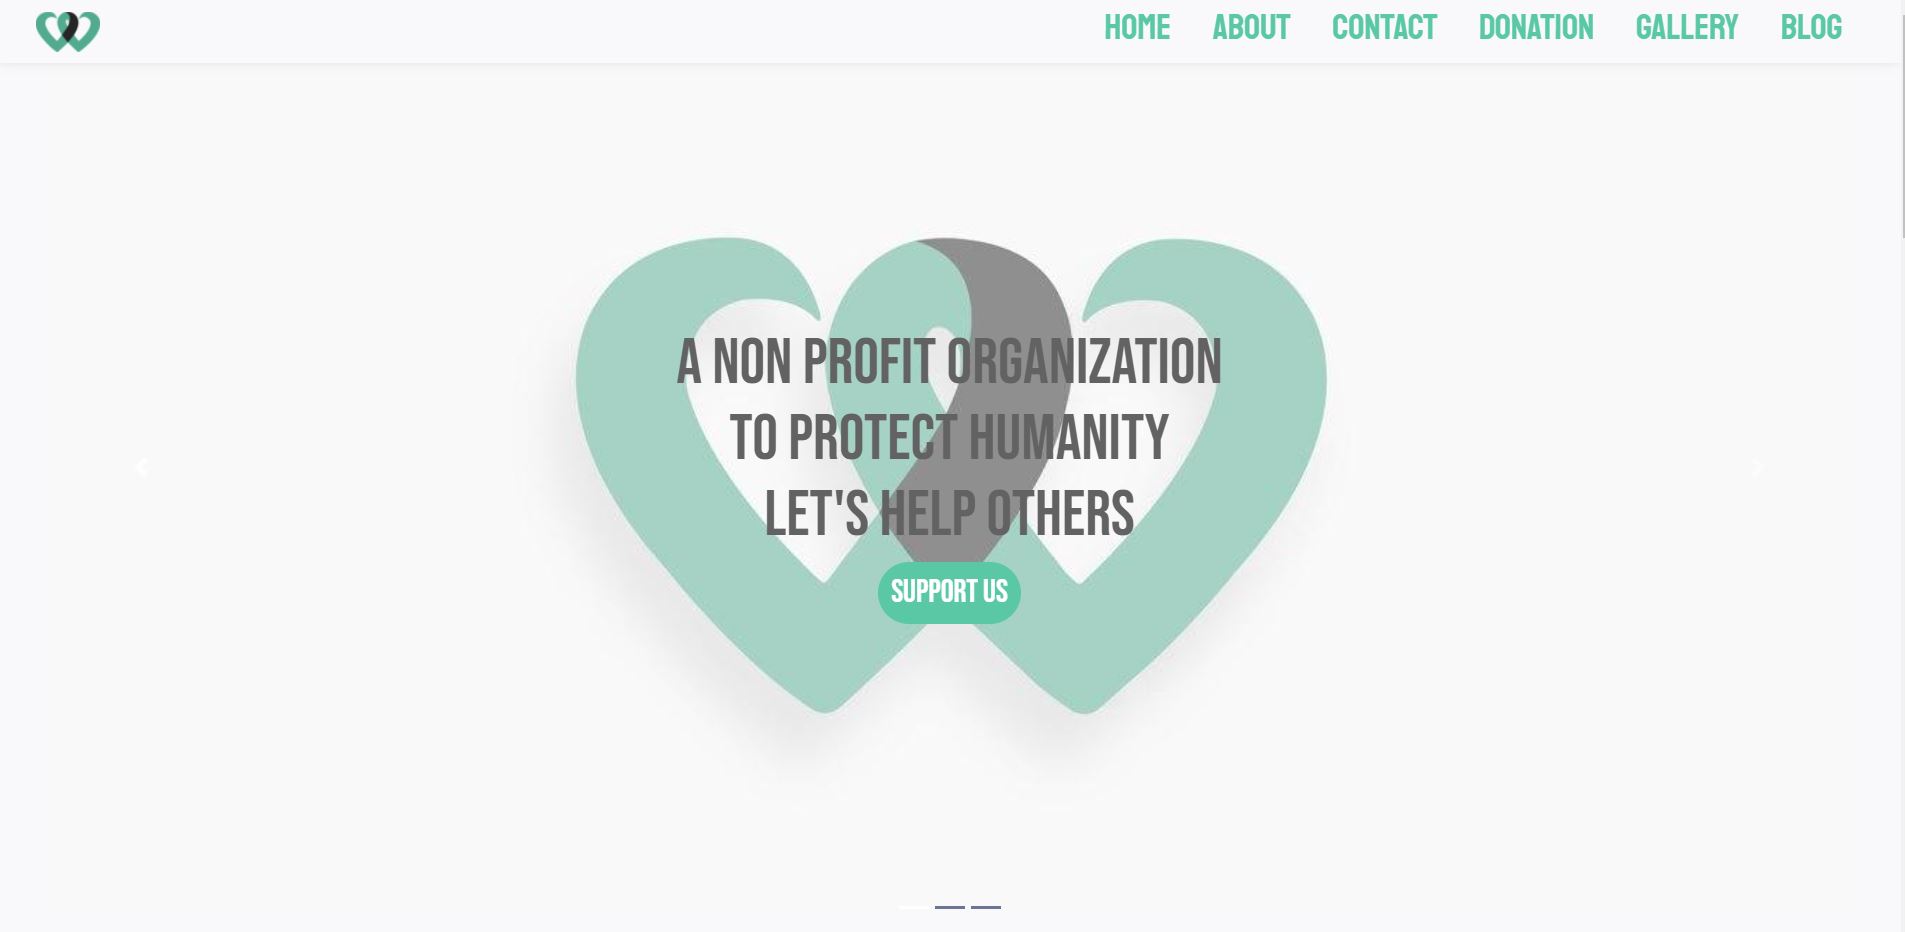 HOME ABOUT CONTACT DONATION GALLERY BLOG
A NON PROFIT ORGANIZATION
TO PROTECT HUMANITY
LET'S HELP OTHERS
SUPPORT US